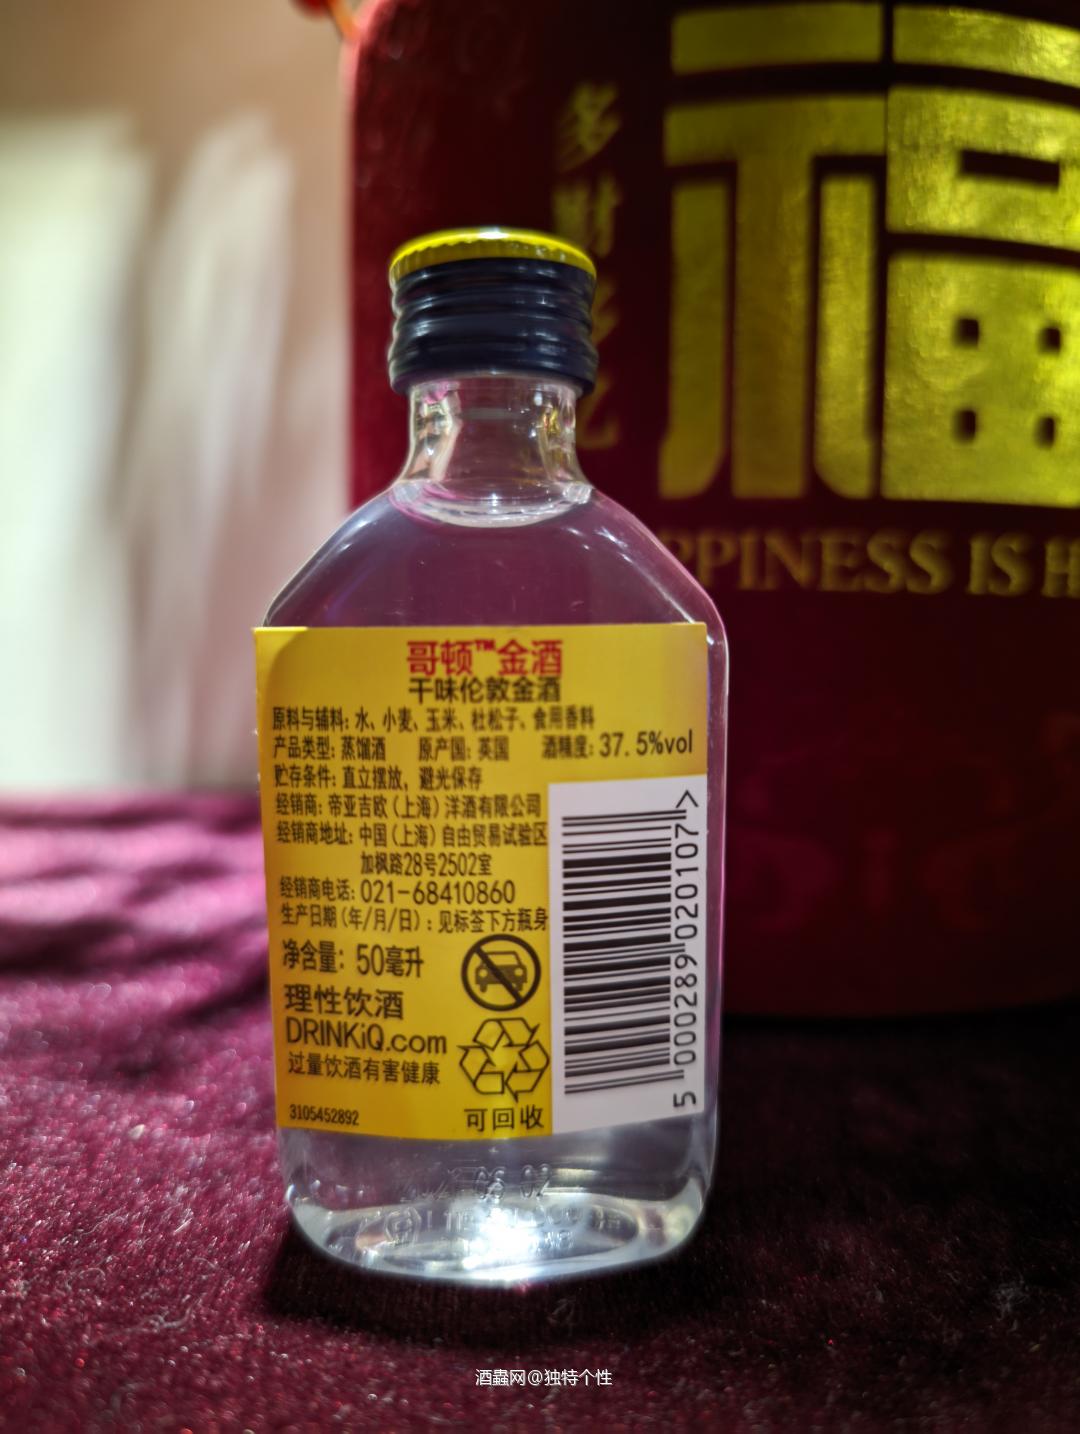 福
多
财
PPINESS IS H
哥顿™金酒
干味伦敦金酒
原料与辅料: 水、小麦、玉米、杜松子、食用香料
产品类型: 蒸馏酒 原产国: 英国 酒精度: 37.5%vol
贮存条件: 直立摆放, 避光保存
经销商: 帝亚吉欧(上海)洋酒有限公司
经销商地址: 中国(上海)自由贸易试验区
加枫路28号2502室
经销商电话: 021-68410860
生产日期(年/月/日): 见标签下方瓶身
净含量: 50毫升
理性饮酒
DRINKiQ.com
过量饮酒有害健康
3105452892
可回收
5 000289 020107 >
酒蟲网@独特个性